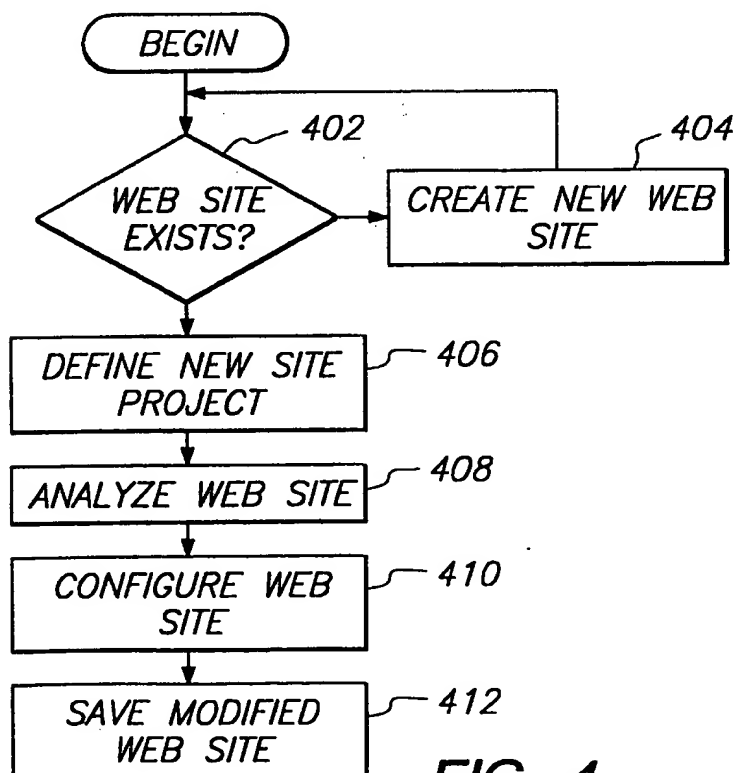 BEGIN
402
404
WEB SITE
EXISTS?
CREATE NEW WEB
SITE
DEFINE NEW SITE
PROJECT
406
ANALYZE WEB SITE
408
CONFIGURE WEB
SITE
410
SAVE MODIFIED
WEB SITE
412